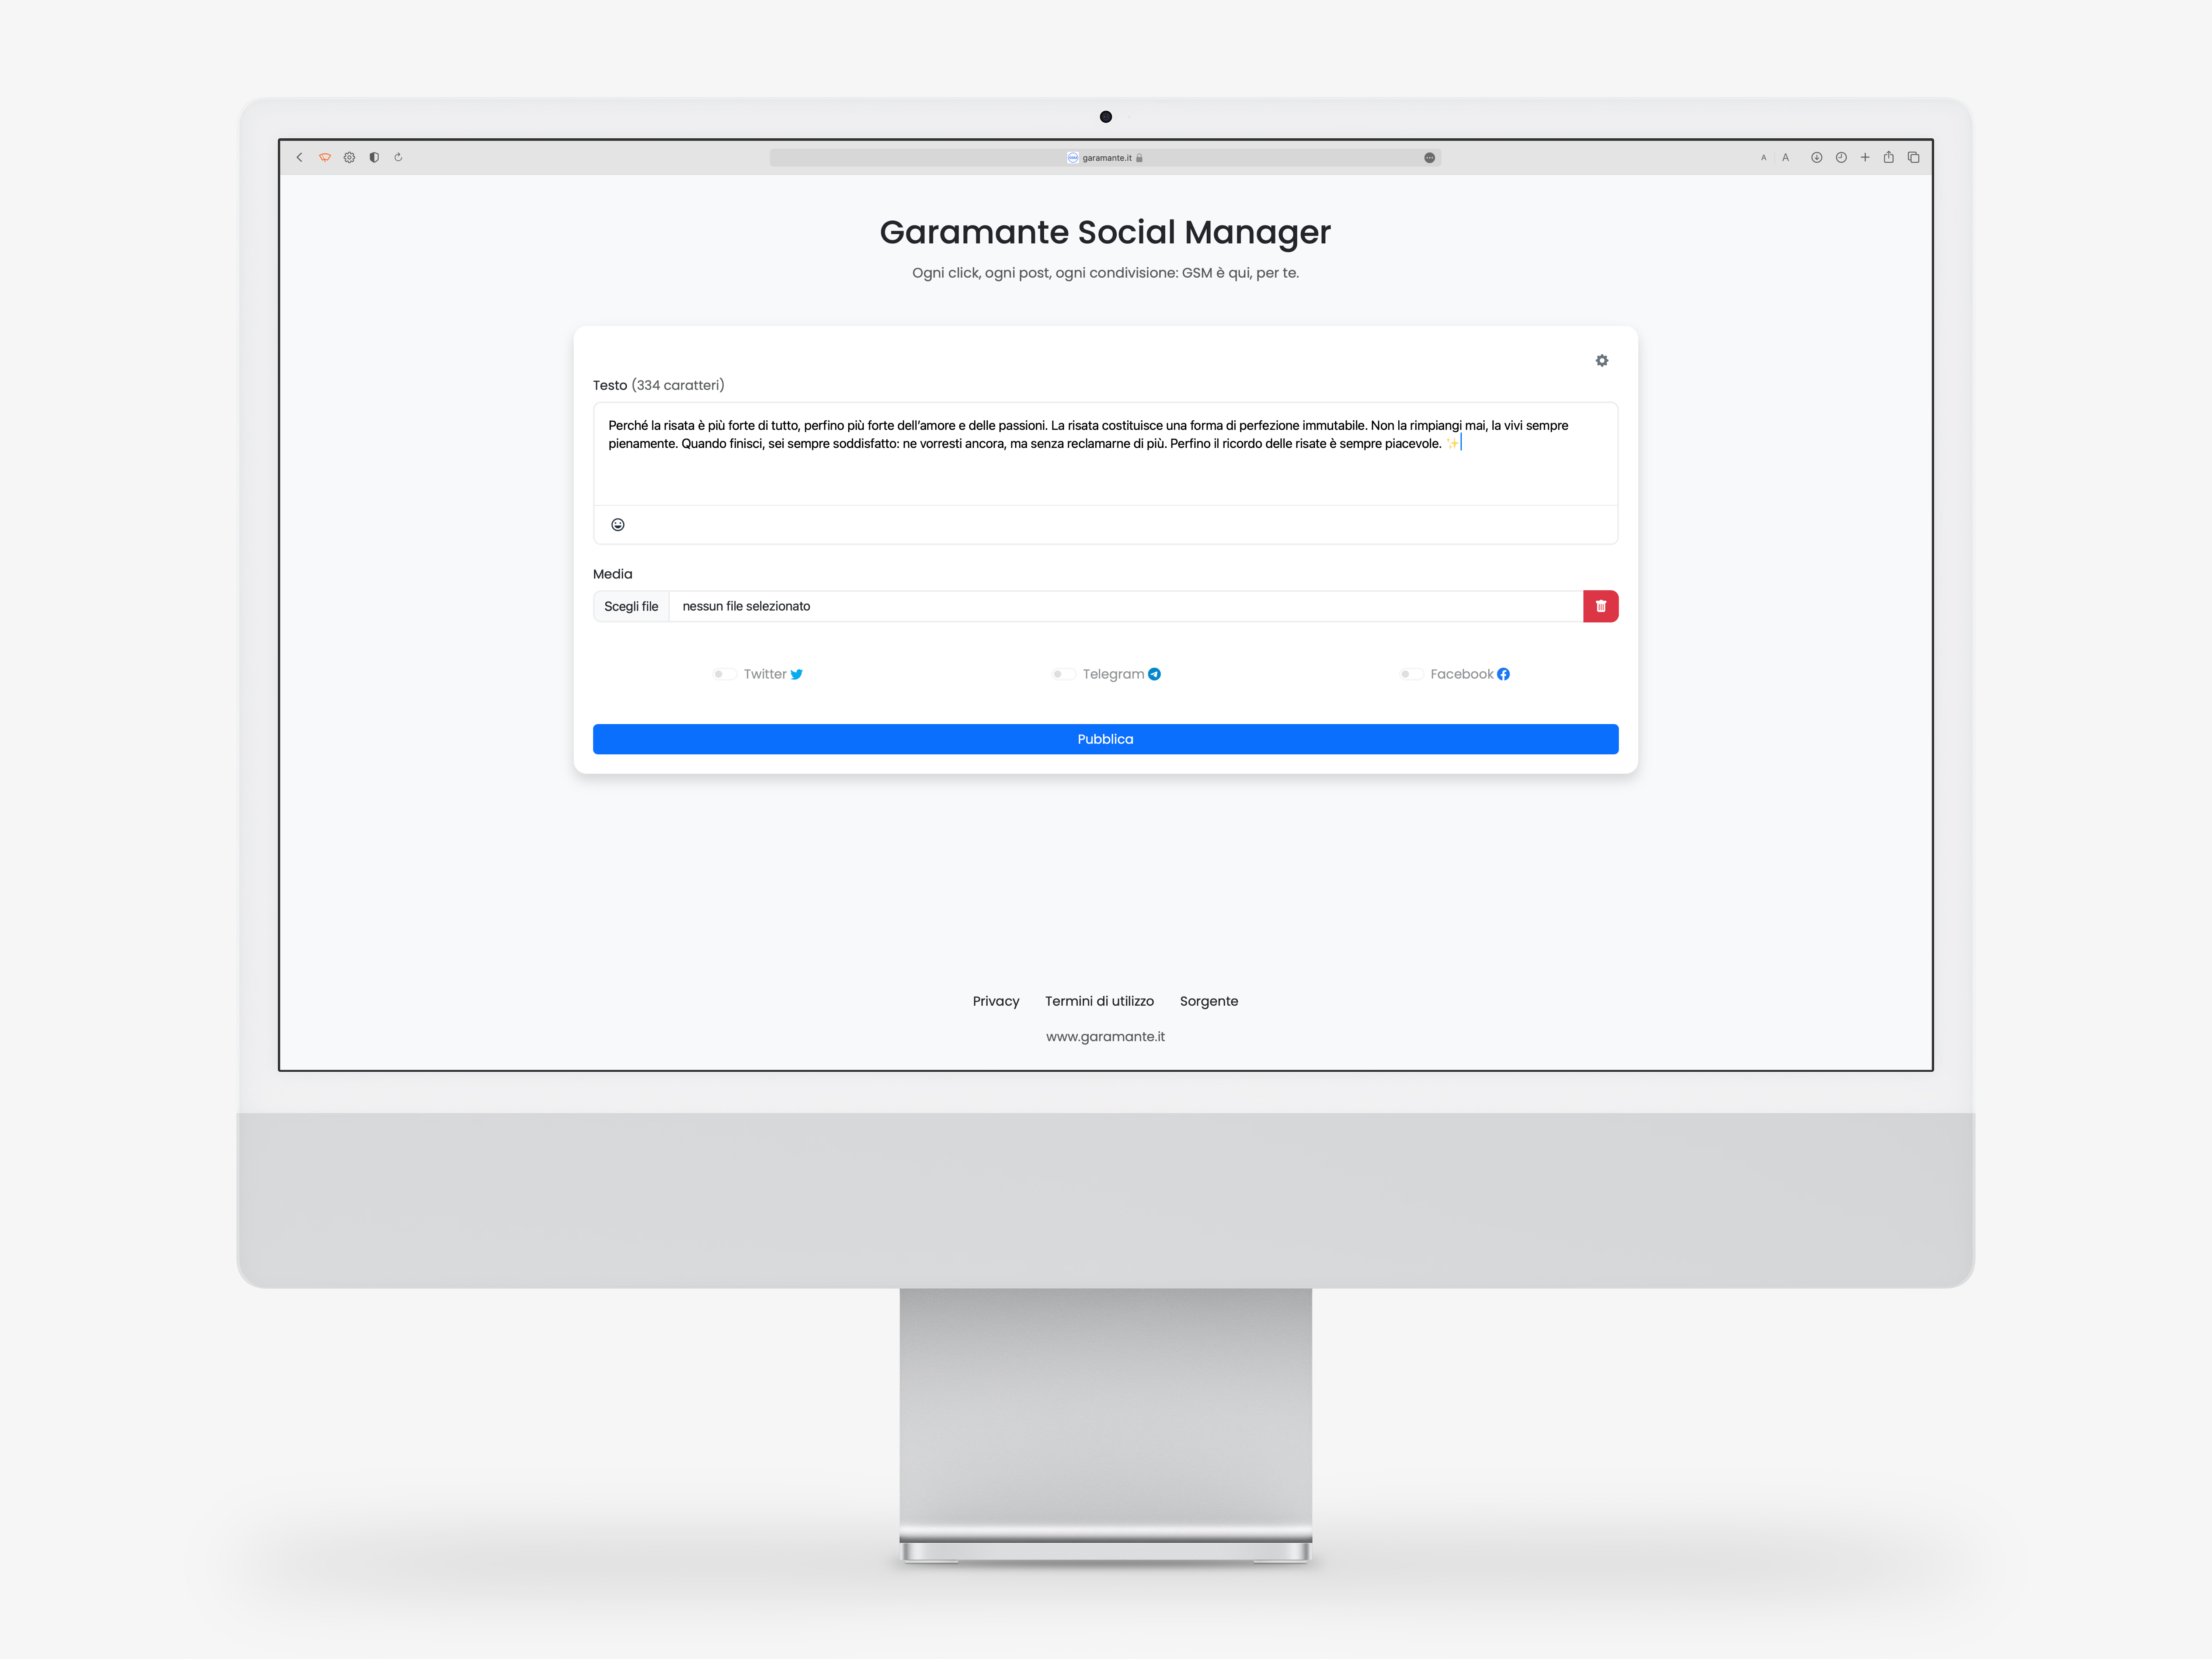 garamante.it
A A
Garamante Social Manager
Ogni click, ogni post, ogni condivisione: GSM è qui, per te.
Testo (334 caratteri)
Perché la risata è più forte di tutto, perfino più forte dell’amore e delle passioni. La risata costituisce una forma di perfezione immutabile. Non la rimpiangi mai, la vivi sempre
pienamente. Quando finisci, sei sempre soddisfatto: ne vorresti ancora, ma senza reclamarne di più. Perfino il ricordo delle risate è sempre piacevole. ✨
Media
Scegli file nessun file selezionato
Twitter Telegram Facebook
Pubblica
Privacy Termini di utilizzo Sorgente
www.garamante.it